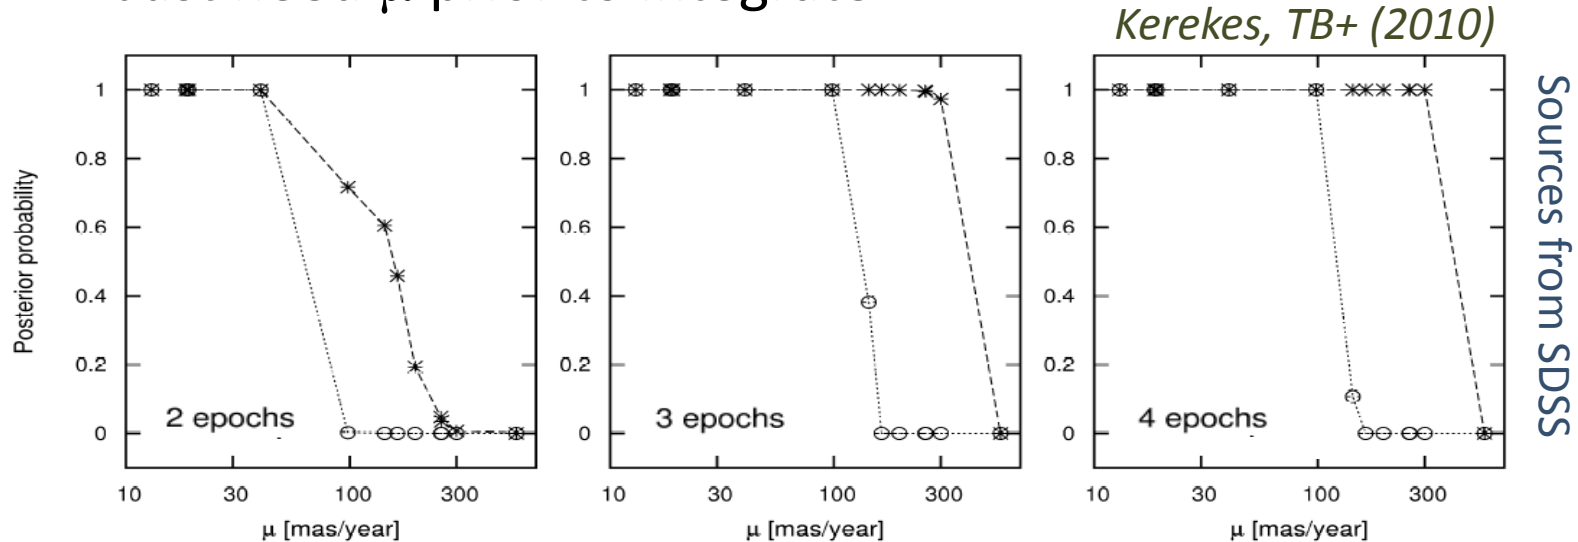 Kerekes, TB+ (2010)
Posterior probability
1
0.8
0.6
0.4
0.2
0
2 epochs
10 30 100 300
μ [mas/year]
1
0.8
0.6
0.4
0.2
0
3 epochs
10 30 100 300
μ [mas/year]
1
0.8
0.6
0.4
0.2
0
4 epochs
10 30 100 300
μ [mas/year]
Sources from SDSS